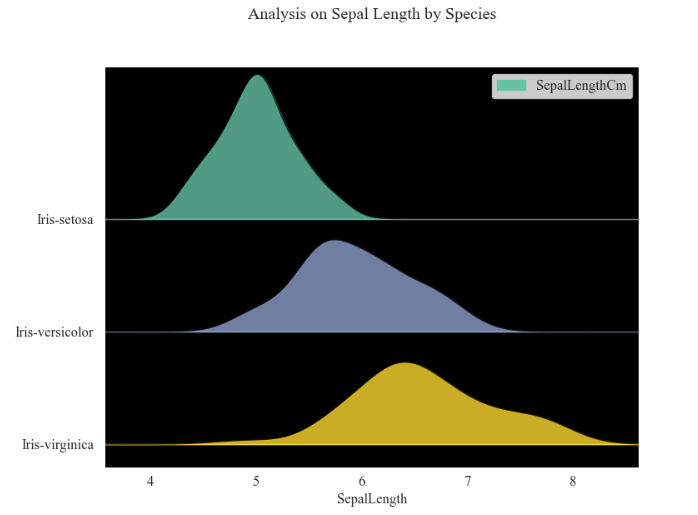 Analysis on Sepal Length by Species
SepalLengthCm
Iris-setosa
Iris-versicolor
Iris-virginica
4 5 6 7 8
SepalLength